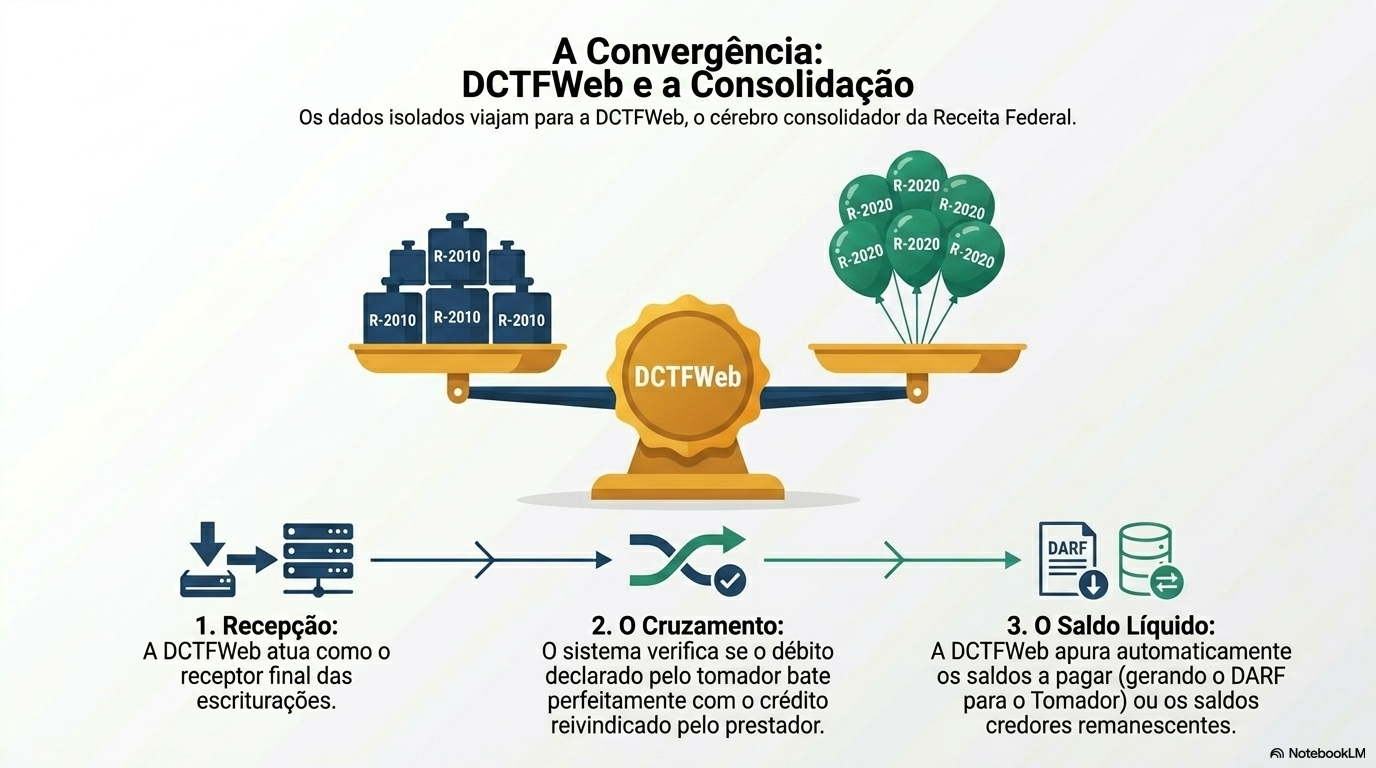 A Convergência:
DCTFWeb e a Consolidação
Os dados isolados viajam para a DCTFWeb, o cérebro consolidador da Receita Federal.
R-2010
R-2010
R-2010
R-2010
DCTFWeb
R-2020
R-2020
R-2020
R-2020
R-2020
R-2020
DARF
1. Recepção:
A DCTFWeb atua como o
receptor final das
escriturações.
2. O Cruzamento:
O sistema verifica se o débito
declarado pelo tomador bate
perfeitamente com o crédito
reivindicado pelo prestador.
3. O Saldo Líquido:
A DCTFWeb apura automaticamente
os saldos a pagar (gerando o DARF
para o Tomador) ou os saldos
credores remanescentes.
NotebookLM